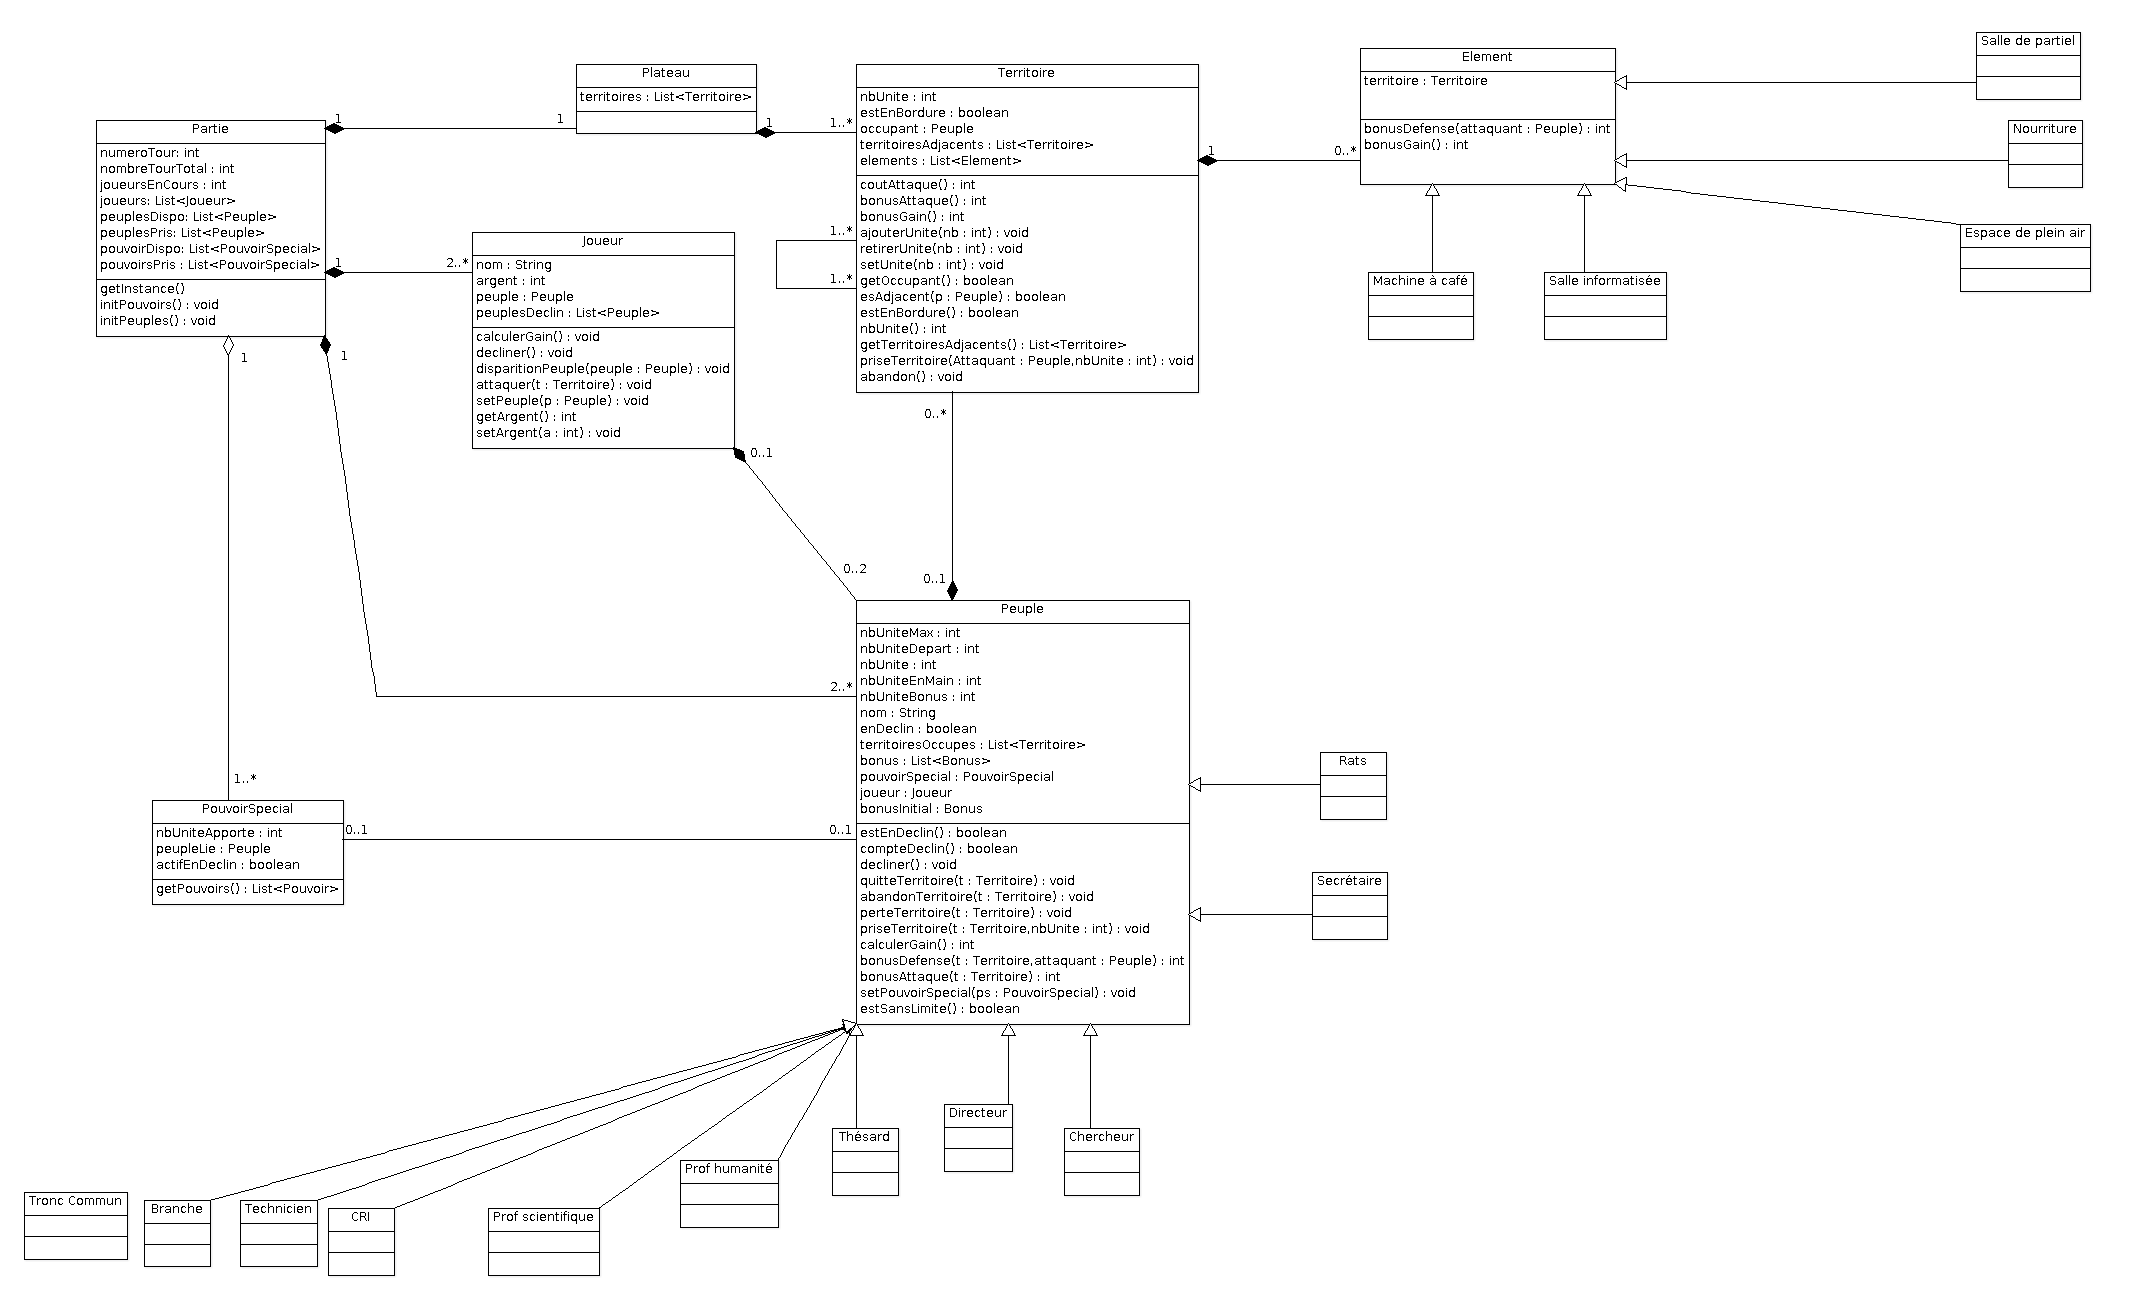 Plateau
territoires : List<Territoire>
Partie
numeroTour: int
nombreTourTotal : int
joueursEnCours : int
joueurs: List<Joueur>
peuplesDispo: List<Peuple>
peuplesPris: List<Peuple>
pouvoirDispo: List<PouvoirSpecial>
pouvoirsPris : List<PouvoirSpecial>
getInstance()
initPouvoirs() : void
initPeuples() : void
1
1
1
1..*
1
2..*
1
1
Joueur
nom : String
argent : int
peuple : Peuple
peuplesDeclin : List<Peuple>
calculerGain() : void
decliner() : void
disparitionPeuple(peuple : Peuple) : void
attaquer(t : Territoire) : void
setPeuple(p : Peuple) : void
getArgent() : int
setArgent(a : int) : void
Territoire
nbUnite : int
estEnBordure : boolean
occupant : Peuple
territoiresAdjacents : List<Territoire>
elements : List<Element>
coutAttaque() : int
bonusAttaque() : int
bonusGain() : int
ajouterUnite(nb : int) : void
retirerUnite(nb : int) : void
setUnite(nb : int) : void
getOccupant() : boolean
esAdjacent(p : Peuple) : boolean
estEnBordure() : boolean
nbUnite() : int
getTerritoiresAdjacents() : List<Territoire>
priseTerritoire(Attaquant : Peuple,nbUnite : int) : void
abandon() : void
1..*
1..*
1
0..*
Element
territoire : Territoire
bonusDefense(attaquant : Peuple) : int
bonusGain() : int
Salle de partiel
Nourriture
Espace de plein air
Machine à café
Salle informatisée
0..1
0..2
0..*
0..1
2..*
1..*
0..1
0..1
Peuple
nbUniteMax : int
nbUniteDepart : int
nbUnite : int
nbUniteEnMain : int
nbUniteBonus : int
nom : String
enDeclin : boolean
territoiresOccupes : List<Territoire>
bonus : List<Bonus>
pouvoirSpecial : PouvoirSpecial
joueur : Joueur
bonusInitial : Bonus
estEnDeclin() : boolean
compteDeclin() : boolean
decliner() : void
quitteTerritoire(t : Territoire) : void
abandonTerritoire(t : Territoire) : void
perteTerritoire(t : Territoire) : void
priseTerritoire(t : Territoire,nbUnite : int) : void
calculerGain() : int
bonusDefense(t : Territoire,attaquant : Peuple) : int
bonusAttaque(t : Territoire) : int
setPouvoirSpecial(ps : PouvoirSpecial) : void
estSansLimite() : boolean
PouvoirSpecial
nbUniteApporte : int
peupleLie : Peuple
actifEnDeclin : boolean
getPouvoirs() : List<Pouvoir>
Rats
Secrétaire
Tronc Commun
Branche
Technicien
CRI
Prof scientifique
Prof humanité
Thésard
Directeur
Chercheur